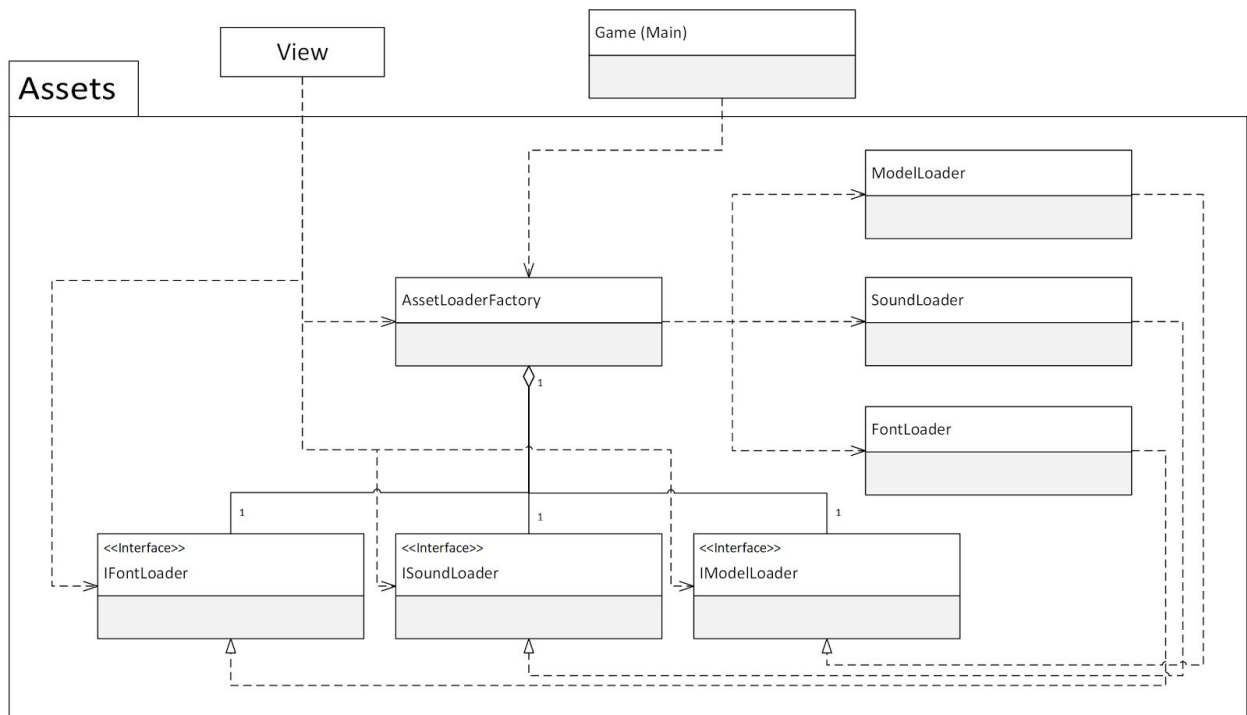 View
Game (Main)
Assets
ModelLoader
AssetLoaderFactory
SoundLoader
1
FontLoader
1
1
1
<<Interface>>
IFontLoader
<<Interface>>
ISoundLoader
<<Interface>>
IModelLoader